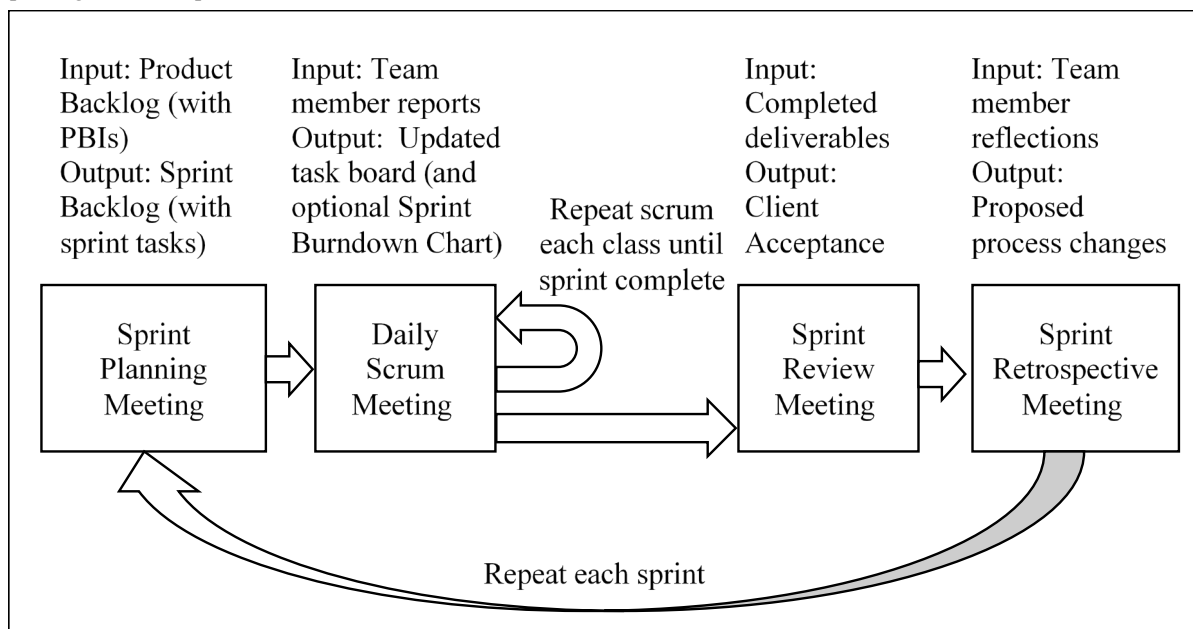 Input: Product
Backlog (with
PBIs)
Output: Sprint
Backlog (with
sprint tasks)
Input: Team
member reports
Output: Updated
task board (and
optional Sprint
Burndown Chart)
Repeat scrum
each class until
sprint complete
Input:
Completed
deliverables
Output:
Client
Acceptance
Input: Team
member
reflections
Output:
Proposed
process changes
Sprint
Planning
Meeting
Daily
Scrum
Meeting
Sprint
Review
Meeting
Sprint
Retrospective
Meeting
Repeat each sprint